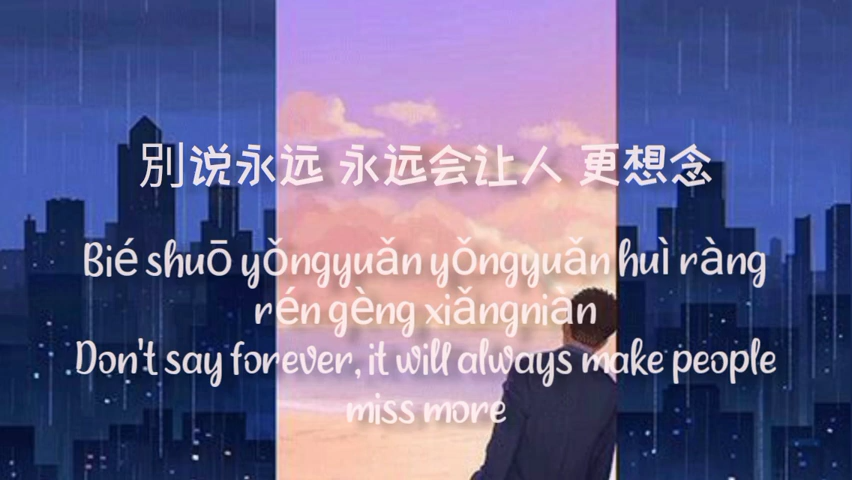 别说永远 永远会让人 更想念
Bié shuō yǒngyuǎn yǒngyuǎn huì ràng
rén gèng xiǎngniàn
Don't say forever, it will always make people
miss more